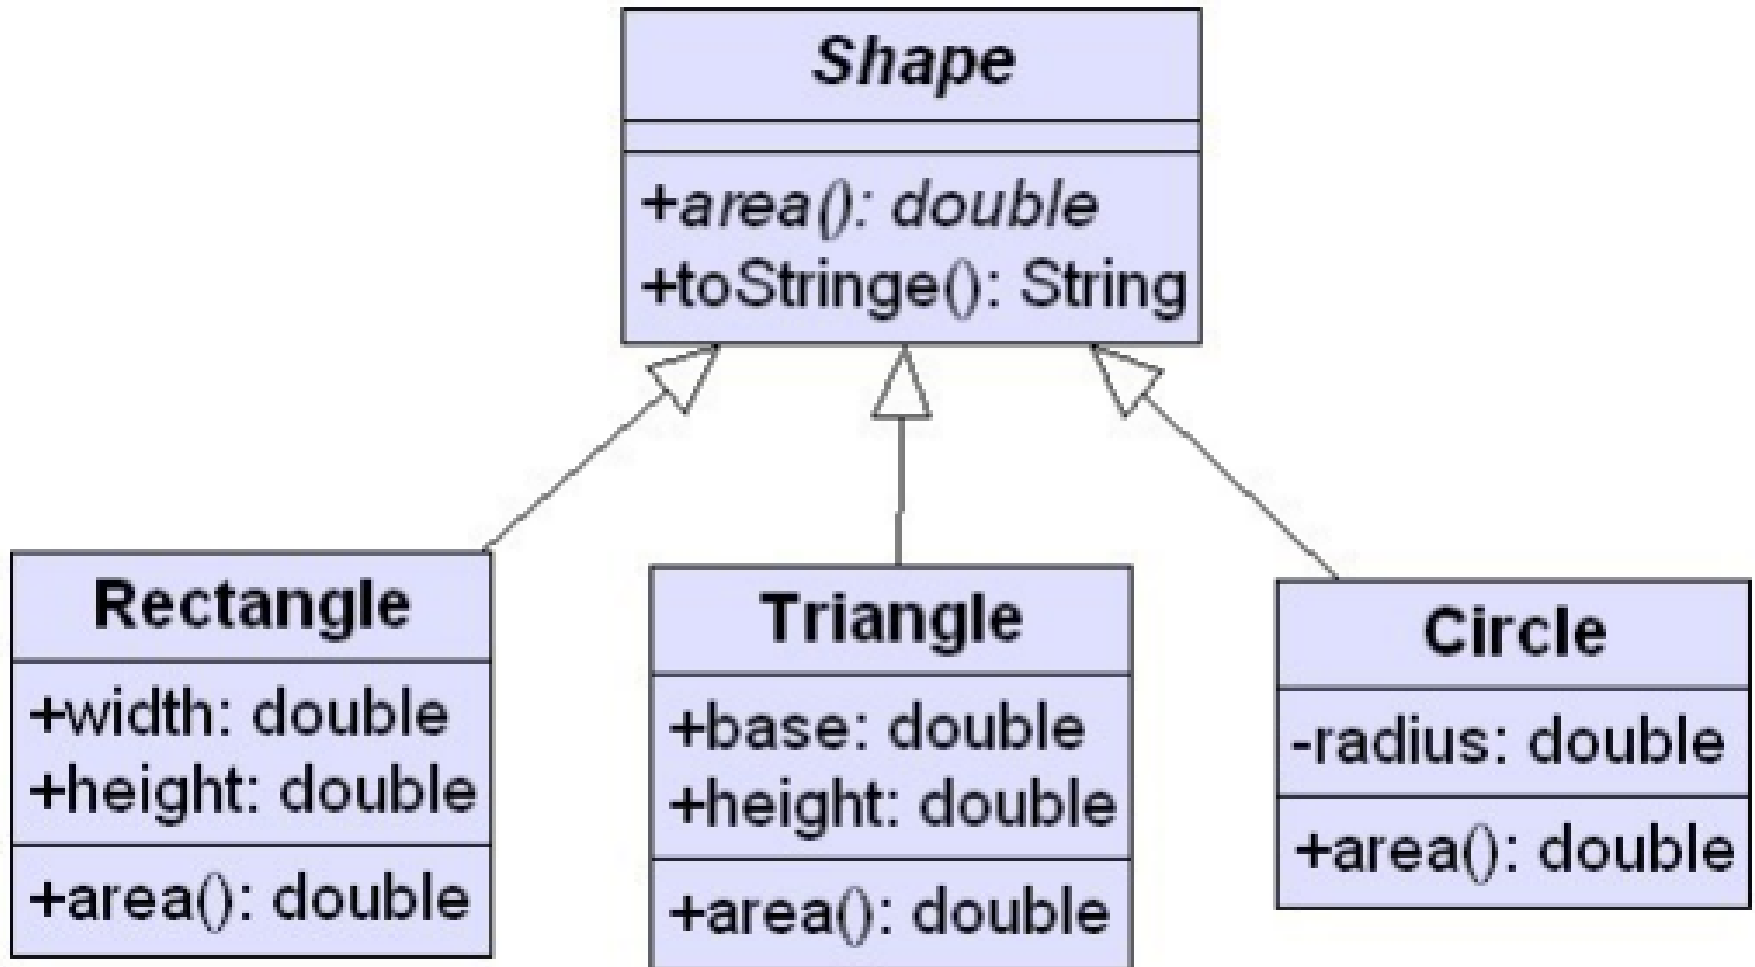 Shape
+area(): double
+toStringe(): String
Rectangle
+width: double
+height: double
+area(): double
Triangle
+base: double
+height: double
+area(): double
Circle
-radius: double
+area(): double